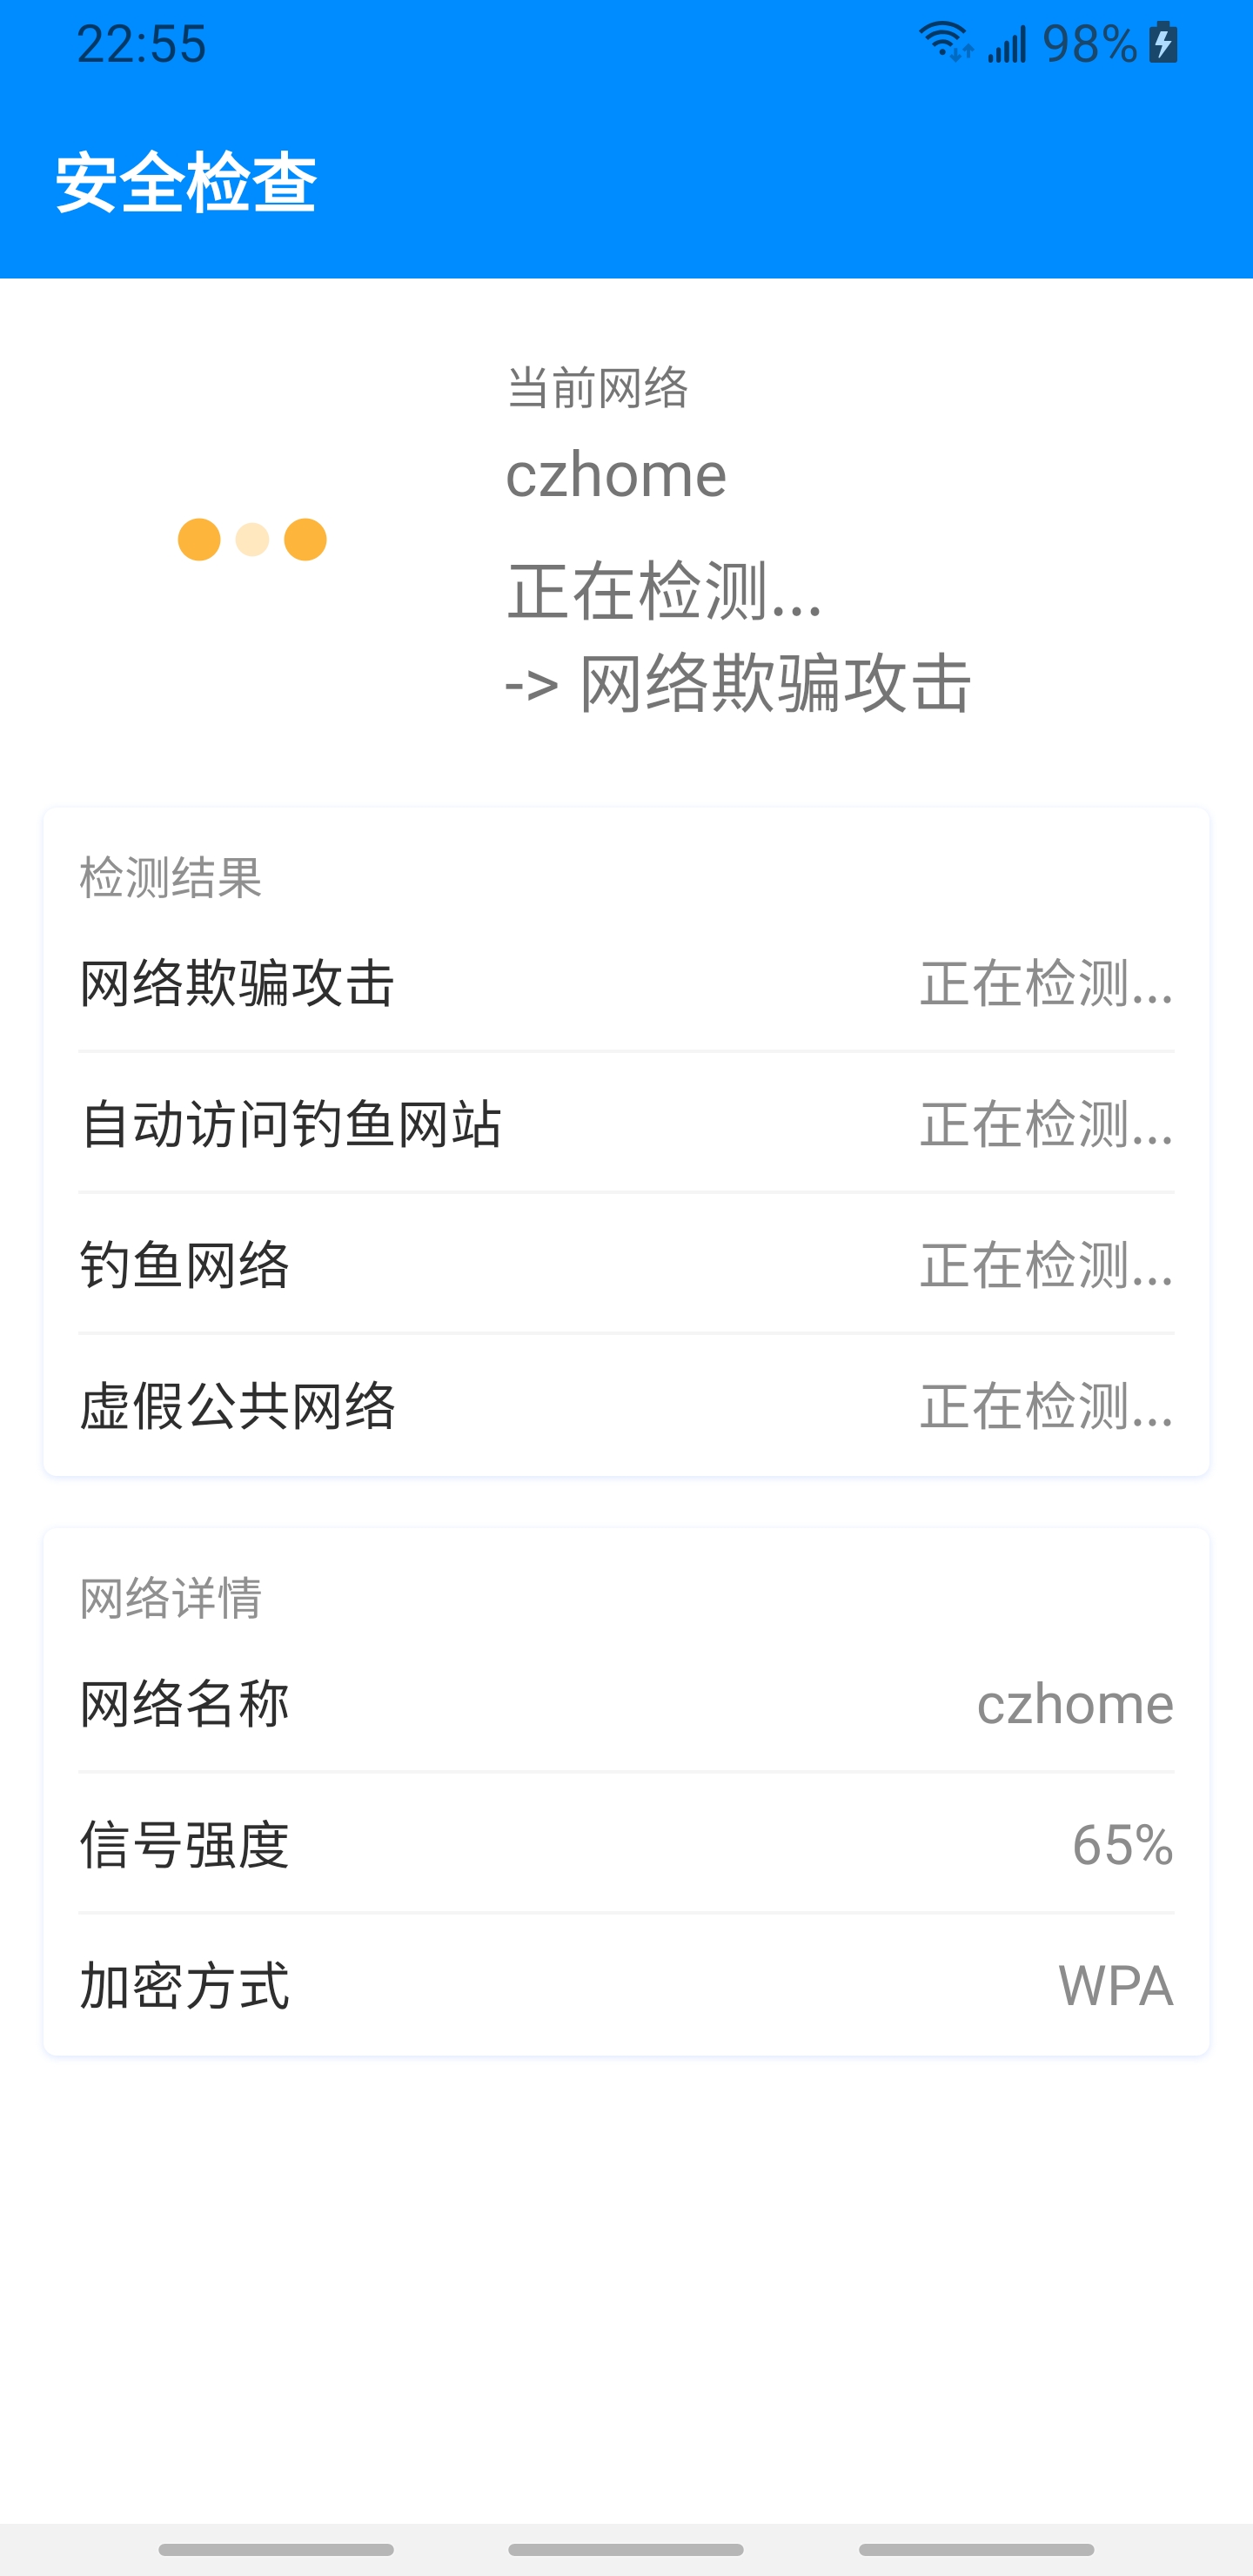 22:55
98%
安全检查
当前网络
czhome
正在检测...
-> 网络欺骗攻击
检测结果
网络欺骗攻击 正在检测...
自动访问钓鱼网站 正在检测...
钓鱼网络 正在检测...
虚假公共网络 正在检测...
网络详情
网络名称 czhome
信号强度 65%
加密方式 WPA